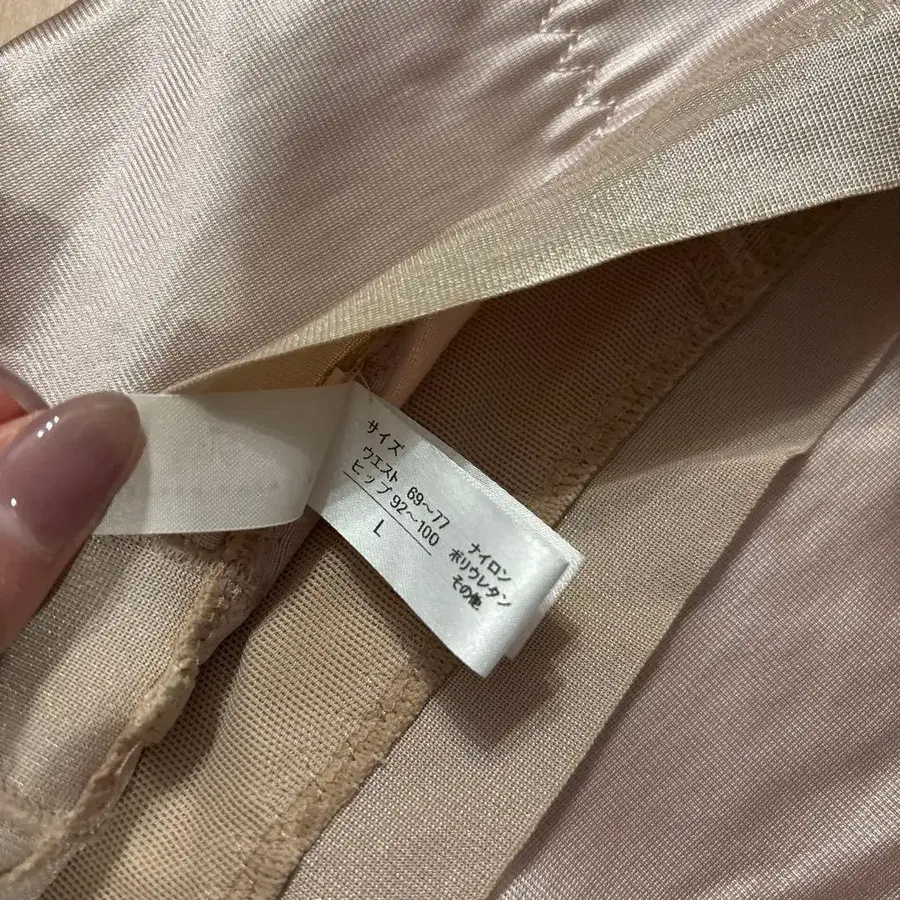 サイズ
ウエスト 69～77
ヒップ 92～100
L
ナイロン
ポリウレタン
その他